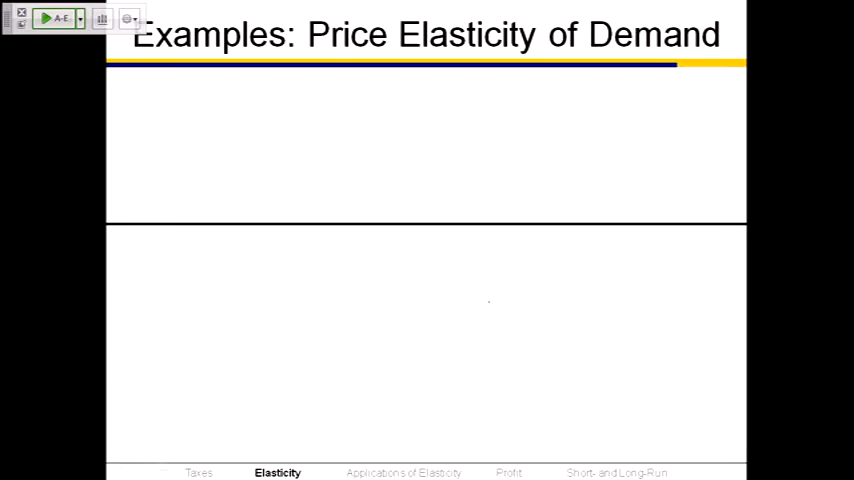 A-E
Examples: Price Elasticity of Demand
Taxes Elasticity Applications of Elasticity Profit Short- and Long-Run